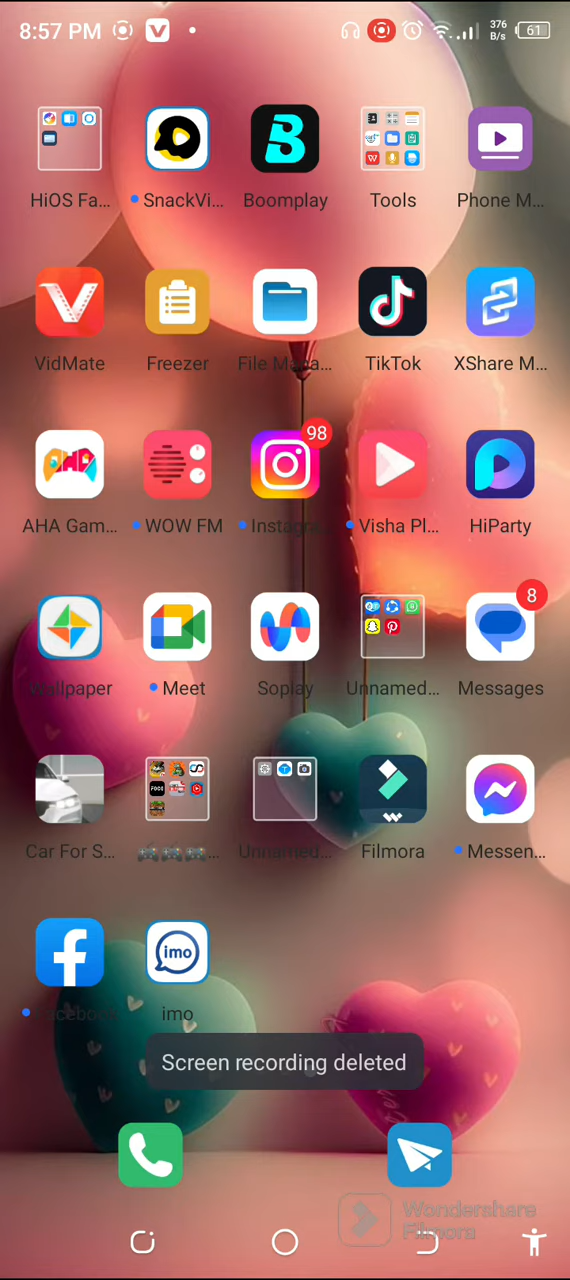 8:57 PM
376
B/s
61
HiOS Fa...
SnackVi...
Boomplay
Tools
Phone M...
VidMate
Freezer
File Mana...
TikTok
XShare M...
98
AHA Gam...
WOW FM
Instagra...
Visha Pl...
HiParty
8
Wallpaper
Meet
Soplay
Unnamed...
Messages
Car For S...
Unnamed...
Filmora
Messen...
imo
Facebook
imo
Screen recording deleted
Wondershare
Filmora